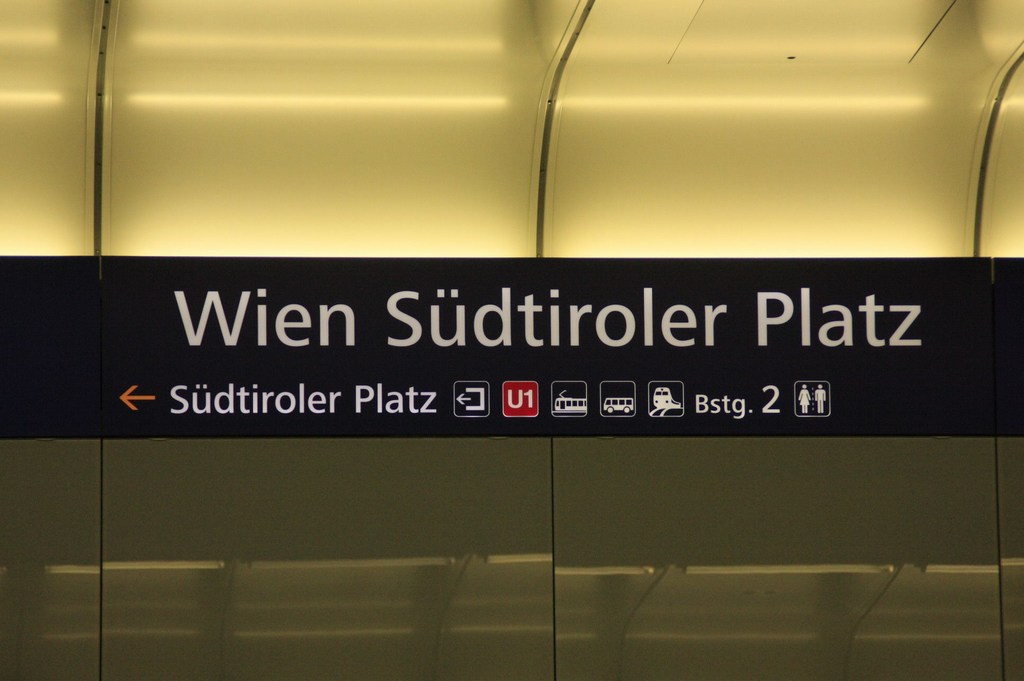 Wien Südtiroler Platz
Südtiroler Platz U1 Bstg. 2